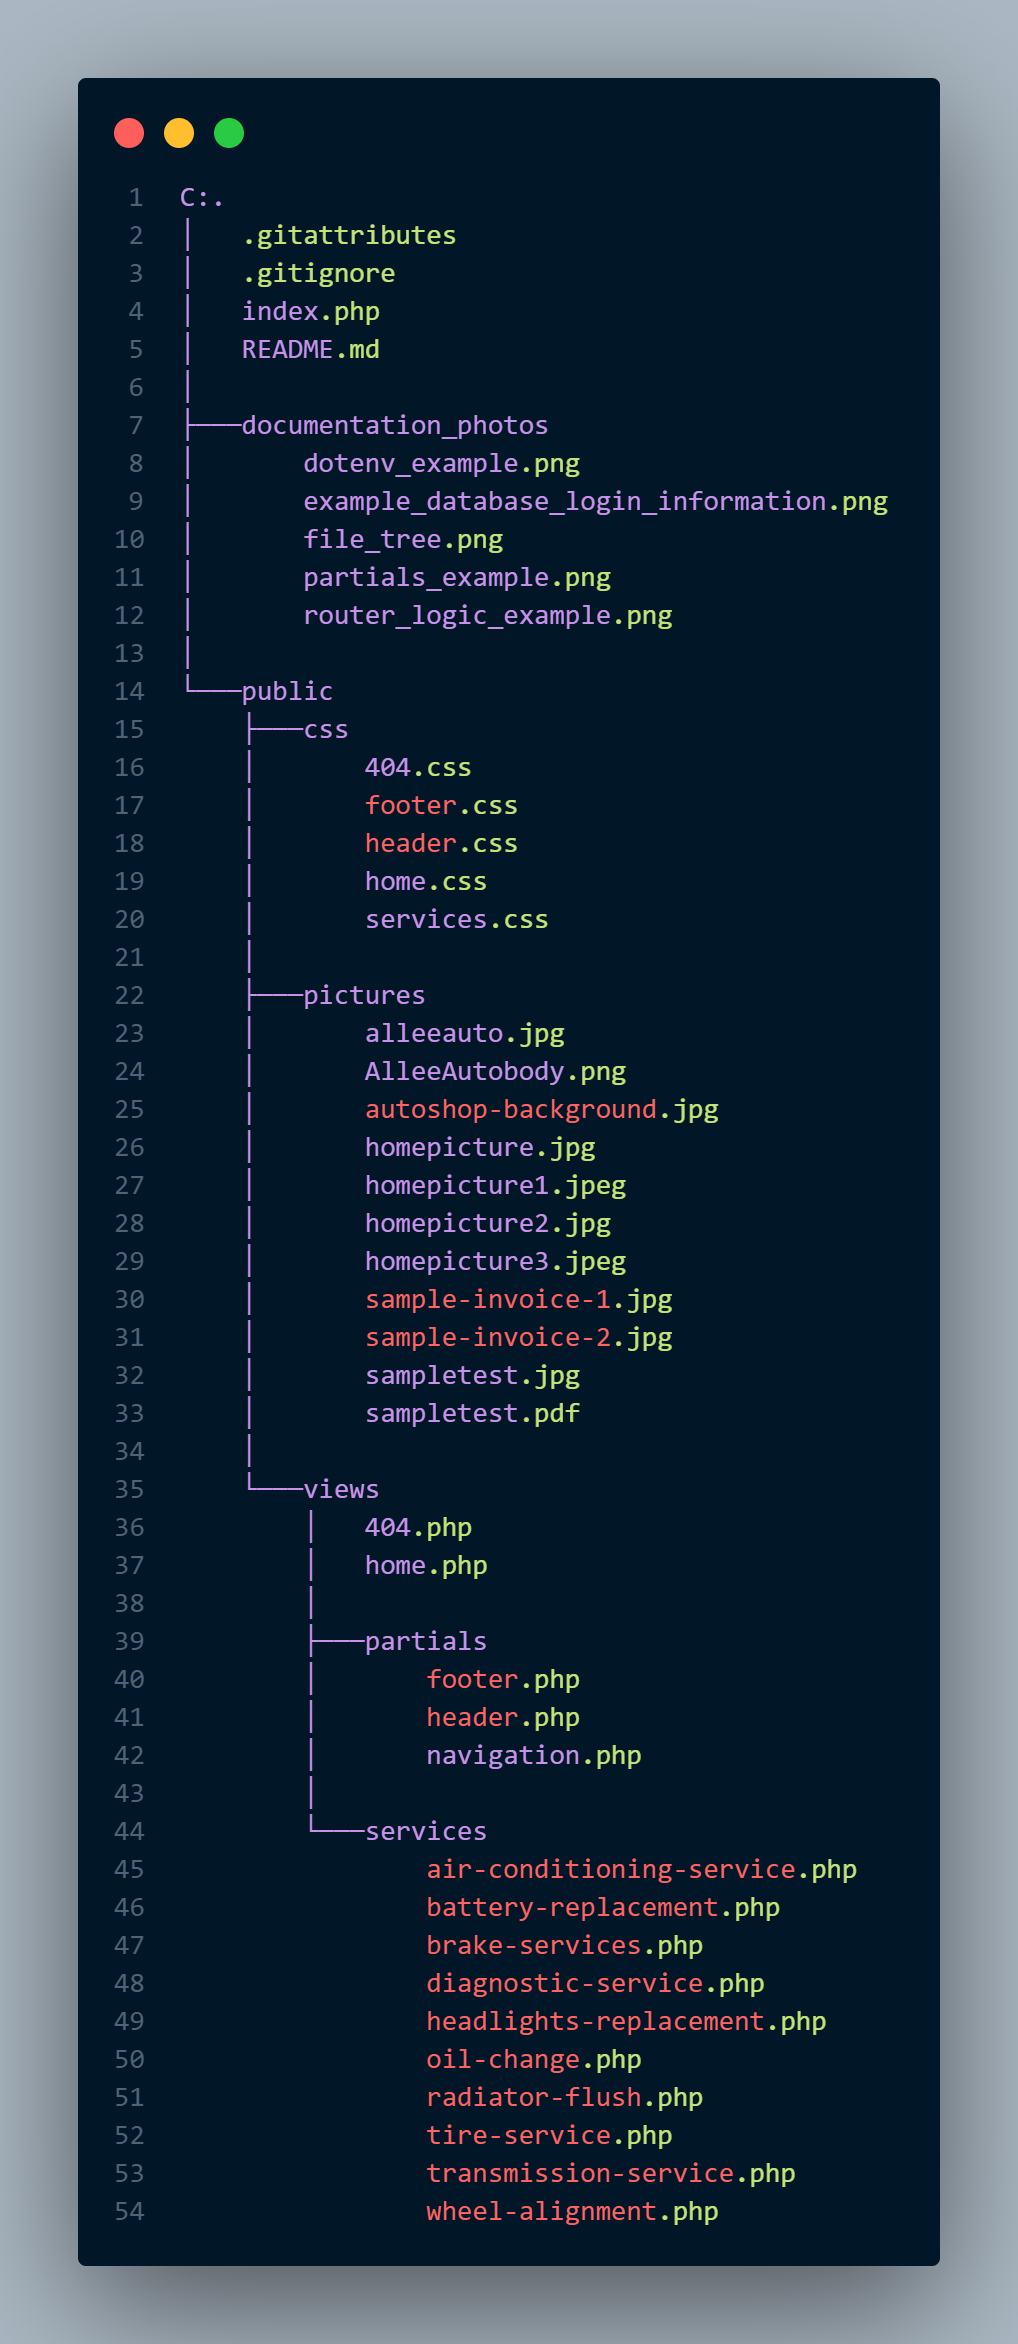 1 C:.
2 │   .gitattributes
3 │   .gitignore
4 │   index.php
5 │   README.md
6 │
7 ├───documentation_photos
8 │       dotenv_example.png
9 │       example_database_login_information.png
10 │       file_tree.png
11 │       partials_example.png
12 │       router_logic_example.png
13 │
14 └───public
15     ├───css
16     │       404.css
17     │       footer.css
18     │       header.css
19     │       home.css
20     │       services.css
21     │
22     ├───pictures
23     │       alleeauto.jpg
24     │       AlleeAutobody.png
25     │       autoshop-background.jpg
26     │       homepicture.jpg
27     │       homepicture1.jpeg
28     │       homepicture2.jpg
29     │       homepicture3.jpeg
30     │       sample-invoice-1.jpg
31     │       sample-invoice-2.jpg
32     │       sampletest.jpg
33     │       sampletest.pdf
34     │
35     └───views
36         │   404.php
37         │   home.php
38         │
39         ├───partials
40         │       footer.php
41         │       header.php
42         │       navigation.php
43         │
44         └───services
45                 air-conditioning-service.php
46                 battery-replacement.php
47                 brake-services.php
48                 diagnostic-service.php
49                 headlights-replacement.php
50                 oil-change.php
51                 radiator-flush.php
52                 tire-service.php
53                 transmission-service.php
54                 wheel-alignment.php